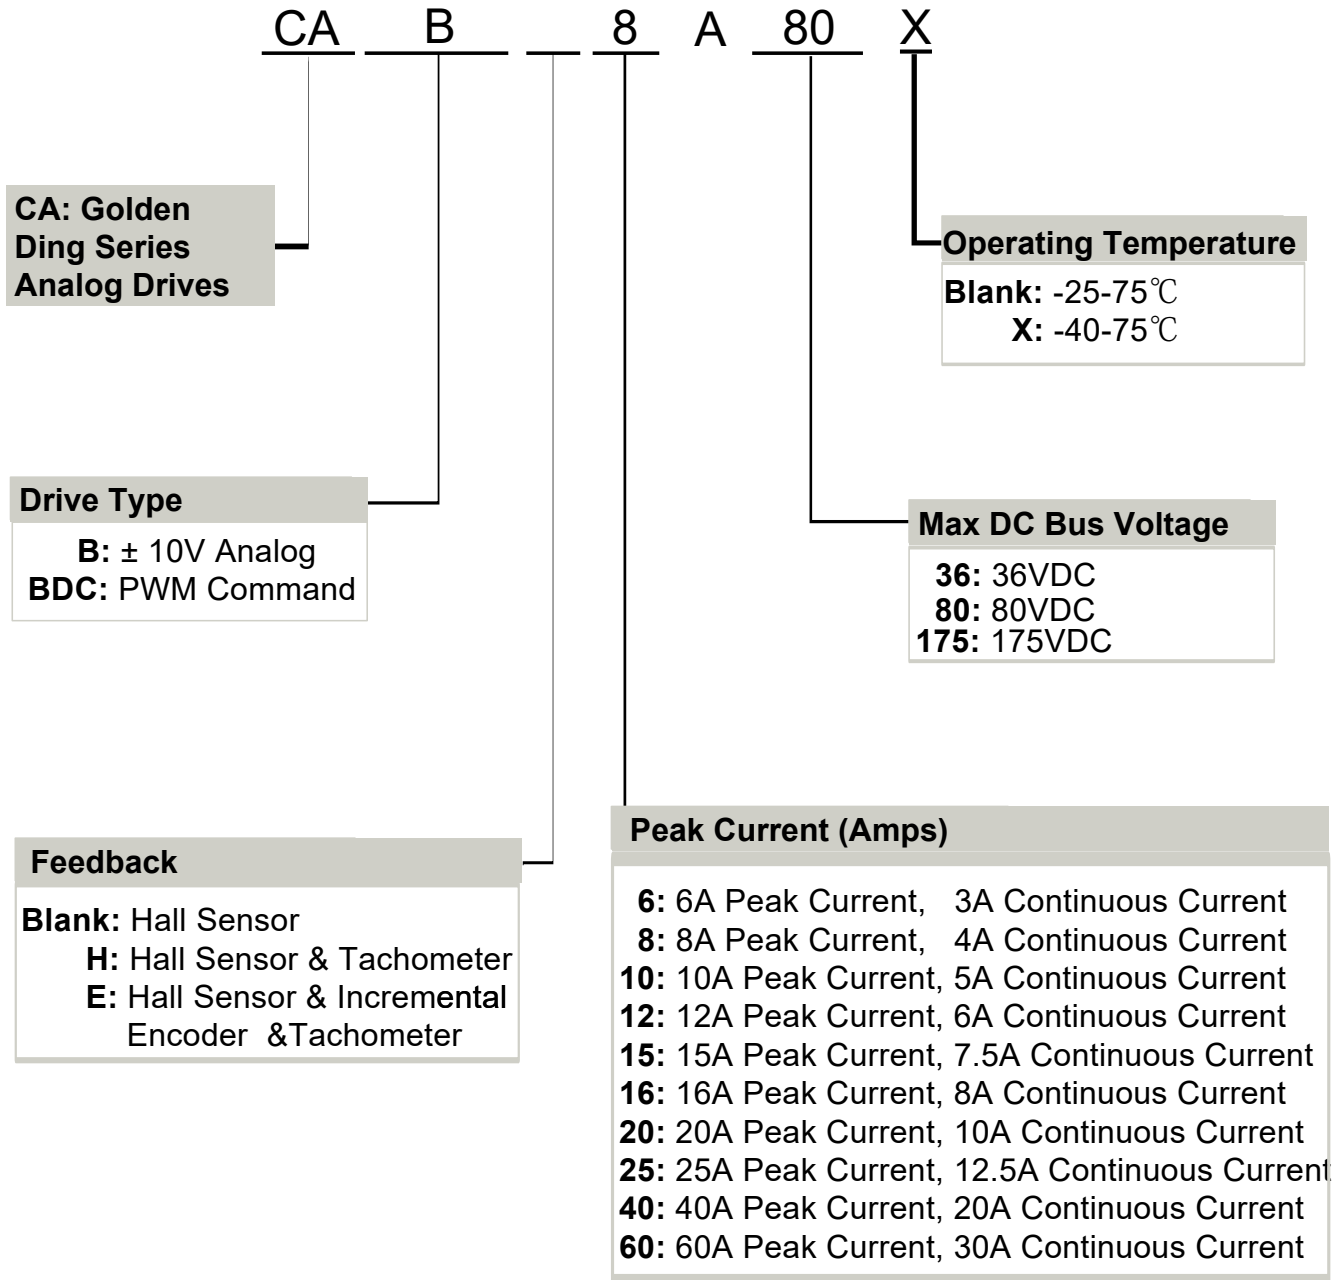 CA B 8 A 80 X
CA: Golden
Ding Series
Analog Drives
Operating Temperature
Blank: -25-75℃
X: -40-75℃
Drive Type
B: ± 10V Analog
BDC: PWM Command
Max DC Bus Voltage
36: 36VDC
80: 80VDC
175: 175VDC
Feedback
Blank: Hall Sensor
H: Hall Sensor & Tachometer
E: Hall Sensor & Incremental
Encoder &Tachometer
Peak Current (Amps)
6: 6A Peak Current, 3A Continuous Current
8: 8A Peak Current, 4A Continuous Current
10: 10A Peak Current, 5A Continuous Current
12: 12A Peak Current, 6A Continuous Current
15: 15A Peak Current, 7.5A Continuous Current
16: 16A Peak Current, 8A Continuous Current
20: 20A Peak Current, 10A Continuous Current
25: 25A Peak Current, 12.5A Continuous Current
40: 40A Peak Current, 20A Continuous Current
60: 60A Peak Current, 30A Continuous Current